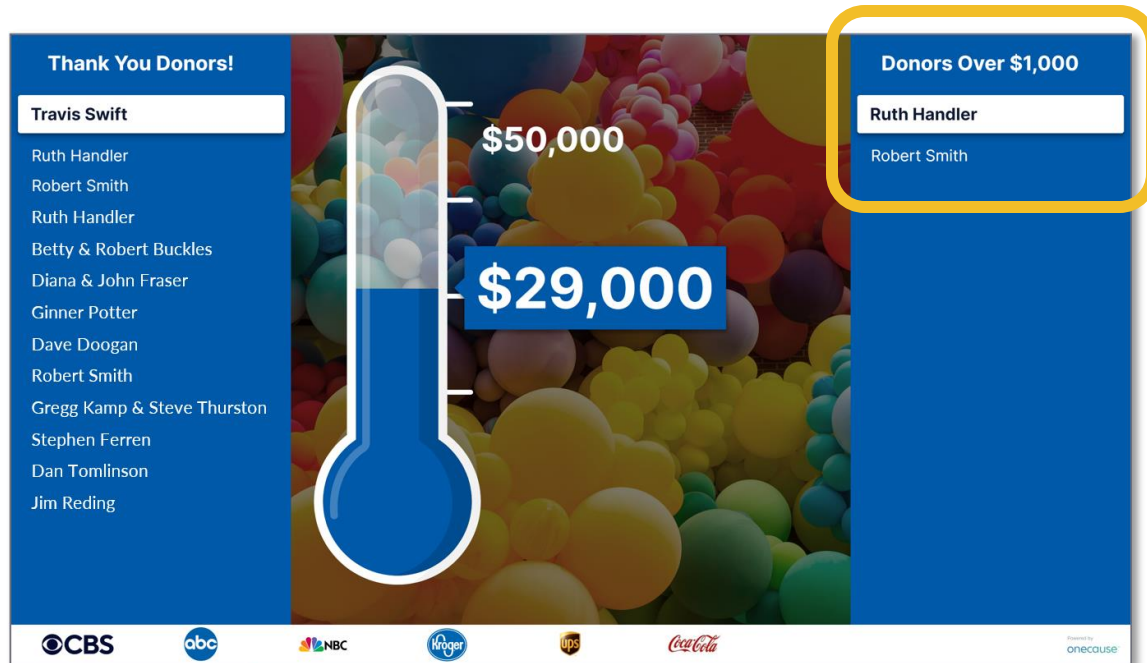 Thank You Donors!
Travis Swift
Ruth Handler
Robert Smith
Ruth Handler
Betty & Robert Buckles
Diana & John Fraser
Ginner Potter
Dave Doogan
Robert Smith
Gregg Kamp & Steve Thurston
Stephen Ferren
Dan Tomlinson
Jim Reding
$50,000
$29,000
Donors Over $1,000
Ruth Handler
Robert Smith
CBS abc NBC Kroger ups Coca-Cola
Powered by
onecause